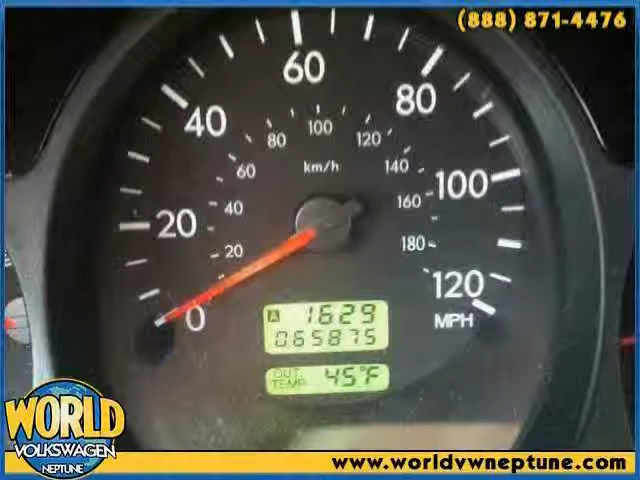 (888) 871-4476
60
80
40
100
80
120
60
km/h
140
100
40
160
20
20
180
120
0
MPH
A 1629
065875
OUT. TEMP. 45°F
WORLD
VOLKSWAGEN
NEPTUNE
www.worldvwneptune.com